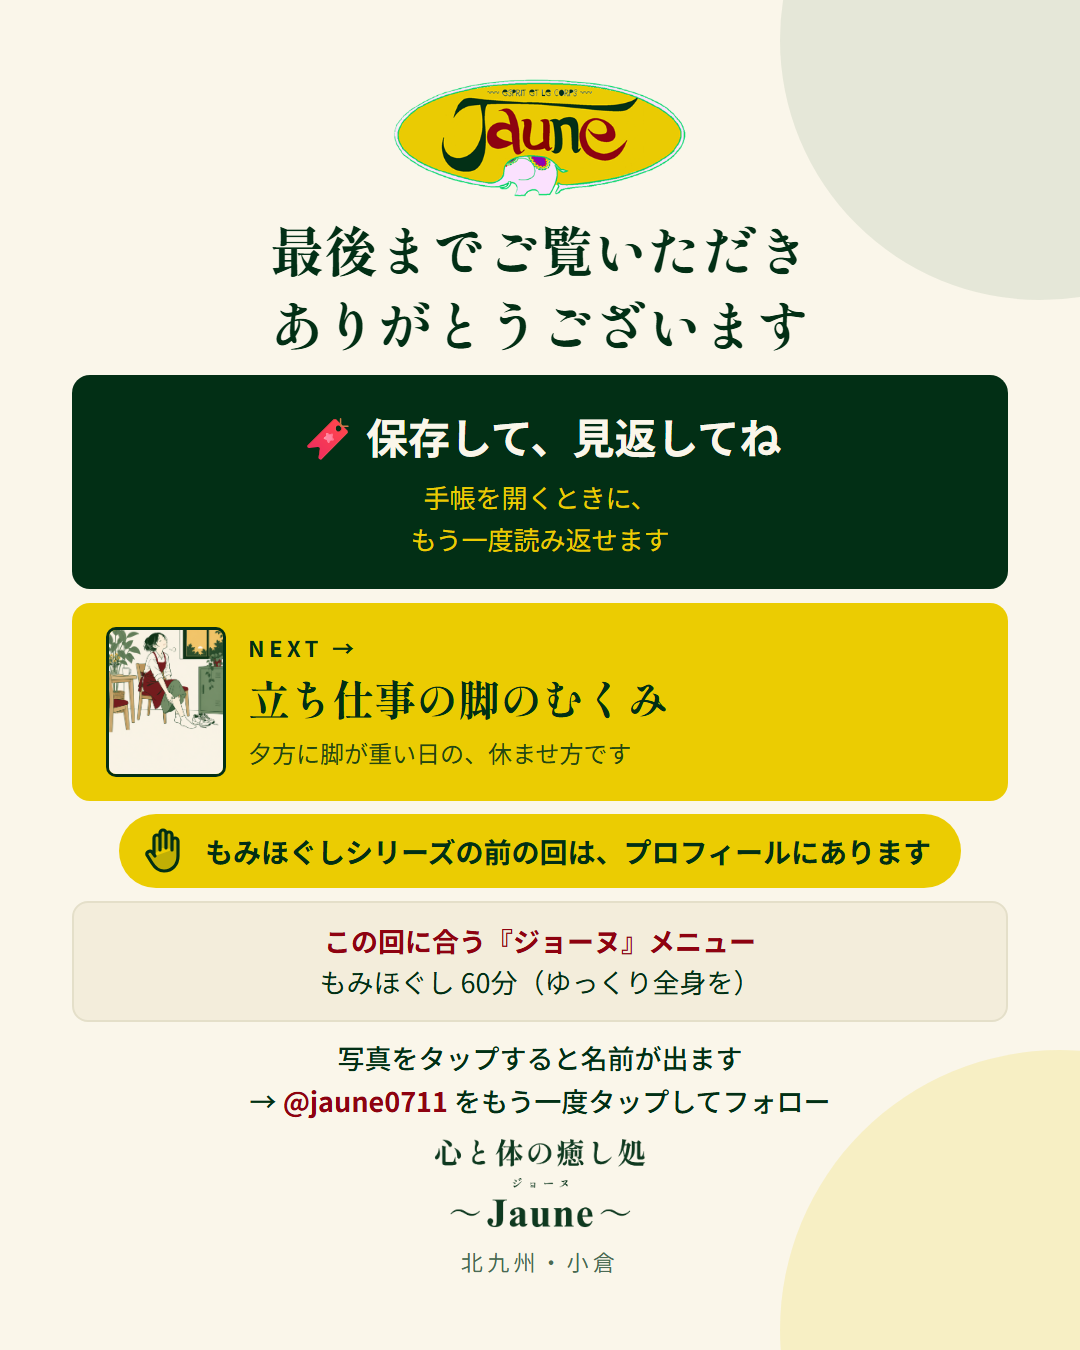 ESPRIT ET LE CORPS
Jaune
最後までご覧いただき
ありがとうございます
保存して、見返してね
手帳を開くときに、
もう一度読み返せます
NEXT →
立ち仕事の脚のむくみ
夕方に脚が重い日の、休ませ方です
もみほぐしシリーズの前の回は、プロフィールにあります
この回に合う『ジョーヌ』メニュー
もみほぐし 60分（ゆっくり全身を）
写真をタップすると名前が出ます
→ @jaune0711 をもう一度タップしてフォロー
心と体の癒し処
ジョーヌ
〜Jaune〜
北九州・小倉